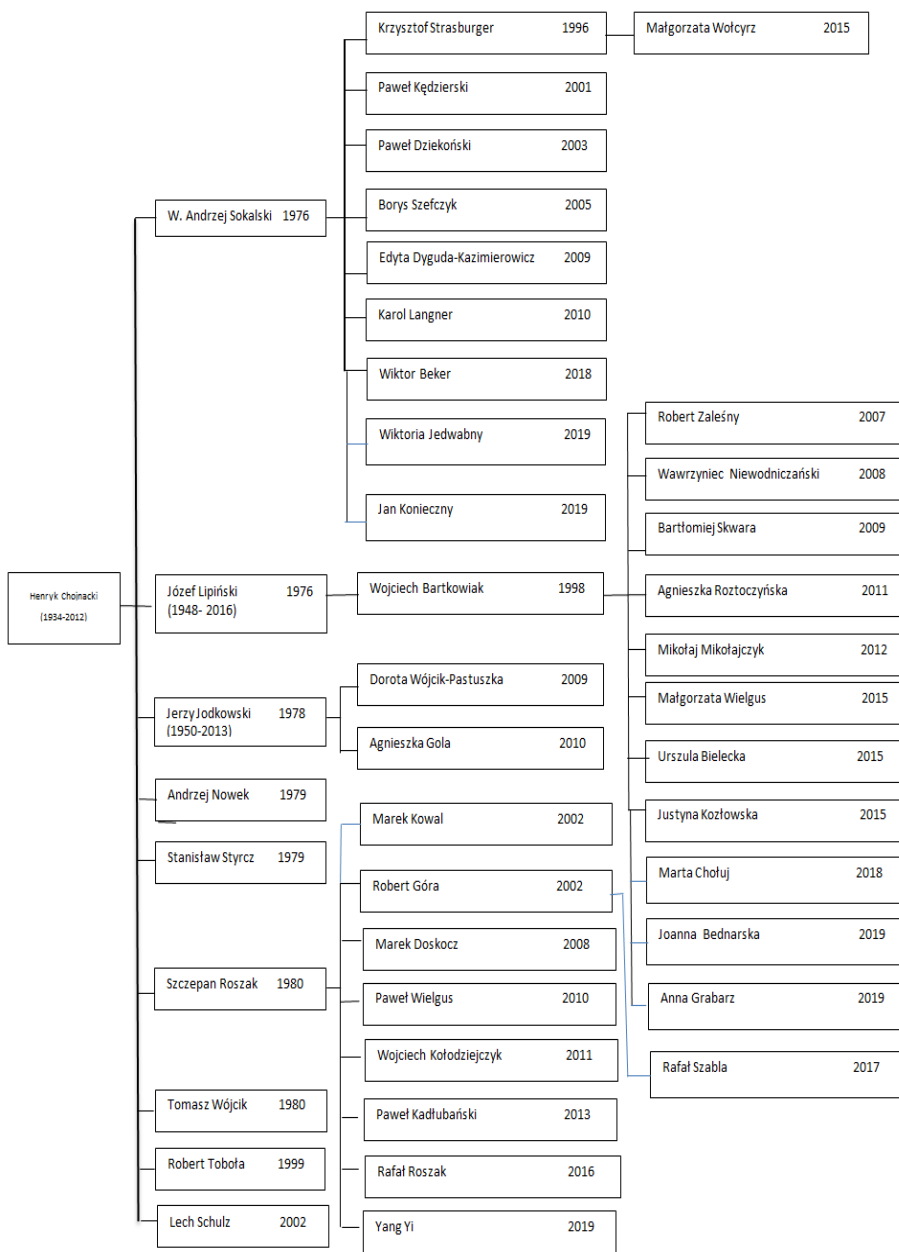 Krzysztof Strasburger 1996
Małgorzata Wołcyrz 2015
Paweł Kędzierski 2001
Paweł Dziekoński 2003
W. Andrzej Sokalski 1976
Borys Szefczyk 2005
Edyta Dyguda-Kazimierowicz 2009
Karol Langner 2010
Wiktor Beker 2018
Wiktoria Jedwabny 2019
Jan Konieczny 2019
Henryk Chojnacki
(1934-2012)
Józef Lipiński 1976
(1948- 2016)
Wojciech Bartkowiak 1998
Robert Zaleśny 2007
Wawrzyniec Niewodniczański 2008
Bartłomiej Skwara 2009
Agnieszka Roztoczyńska 2011
Mikołaj Mikołajczyk 2012
Małgorzata Wielgus 2015
Urszula Bielecka 2015
Justyna Kozłowska 2015
Marta Chołuj 2018
Joanna Bednarska 2019
Anna Grabarz 2019
Jerzy Jodkowski 1978
(1950-2013)
Dorota Wójcik-Pastuszka 2009
Agnieszka Gola 2010
Andrzej Nowek 1979
Stanisław Styrcz 1979
Szczepan Roszak 1980
Marek Kowal 2002
Robert Góra 2002
Rafał Szabla 2017
Marek Doskocz 2008
Paweł Wielgus 2010
Wojciech Kołodziejczyk 2011
Paweł Kadłubański 2013
Rafał Roszak 2016
Yang Yi 2019
Tomasz Wójcik 1980
Robert Toboła 1999
Lech Schulz 2002